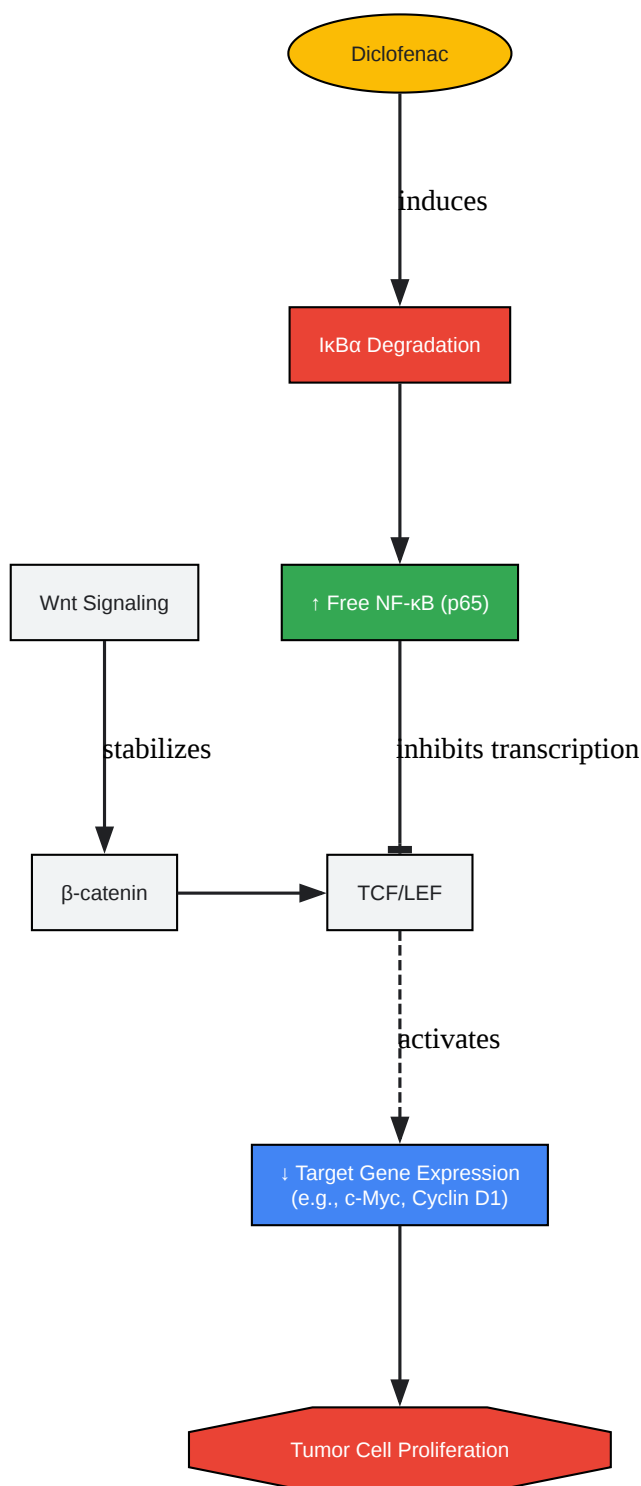 Diclofenac
induces
IκBα Degradation
Wnt Signaling
↑ Free NF-κB (p65)
stabilizes
inhibits transcription
β-catenin
TCF/LEF
activates
↓ Target Gene Expression
(e.g., c-Myc, Cyclin D1)
Tumor Cell Proliferation